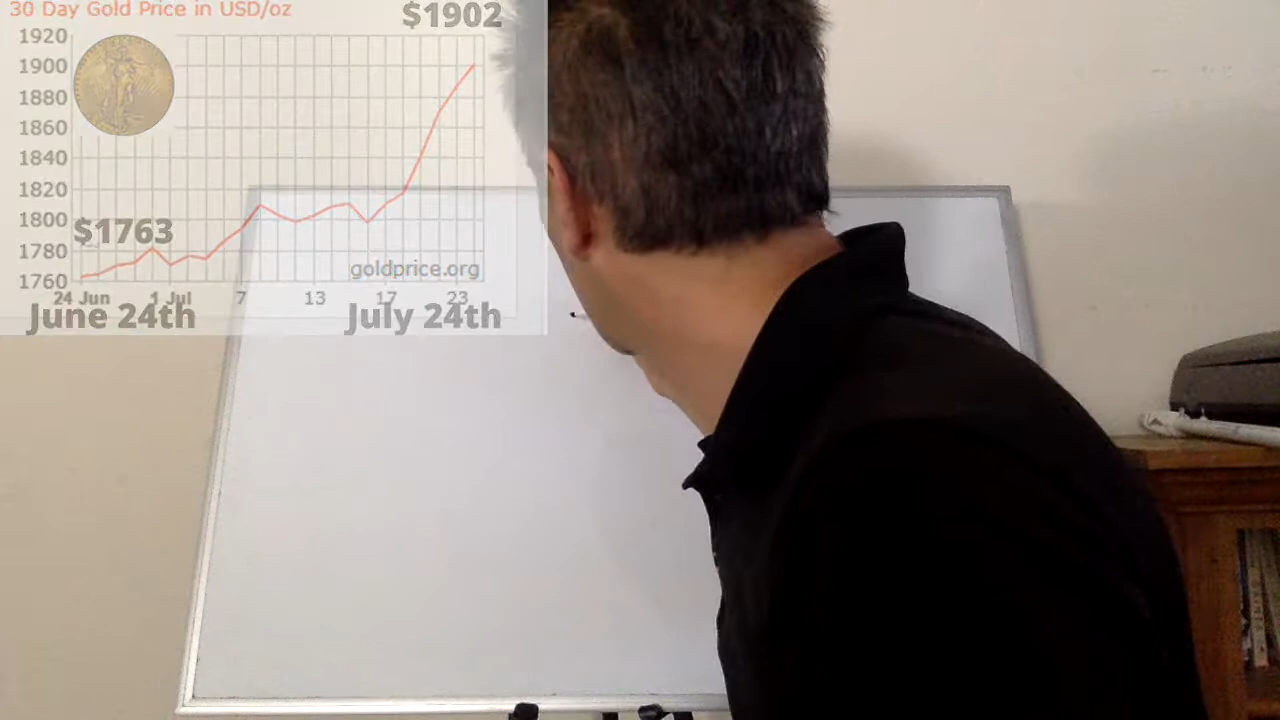 30 Day Gold Price in USD/oz
$1902
1920
1900
1880
1860
1840
1820
1800
$1763
1780
goldprice.org
1760
24 Jun 1 Jul 7 13 17 23
June 24th July 24th